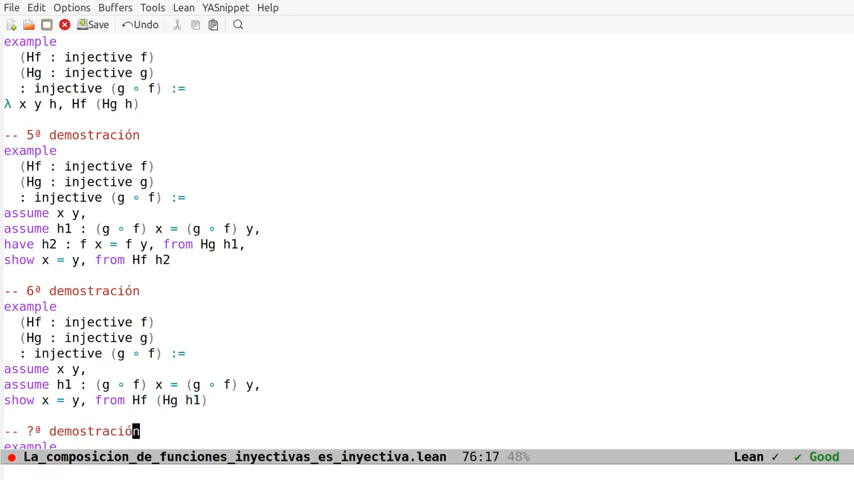 File Edit Options Buffers Tools Lean YASnippet Help
Save Undo
example
(Hf : injective f)
(Hg : injective g)
: injective (g ∘ f) :=
λ x y h, Hf (Hg h)
-- 5ª demostración
example
(Hf : injective f)
(Hg : injective g)
: injective (g ∘ f) :=
assume x y,
assume h1 : (g ∘ f) x = (g ∘ f) y,
have h2 : f x = f y, from Hg h1,
show x = y, from Hf h2
-- 6ª demostración
example
(Hf : injective f)
(Hg : injective g)
: injective (g ∘ f) :=
assume x y,
assume h1 : (g ∘ f) x = (g ∘ f) y,
show x = y, from Hf (Hg h1)
-- ?ª demostración
example
La_composicion_de_funciones_inyectivas_es_inyectiva.lean 76:17 48% Lean ✓ ✔ Good